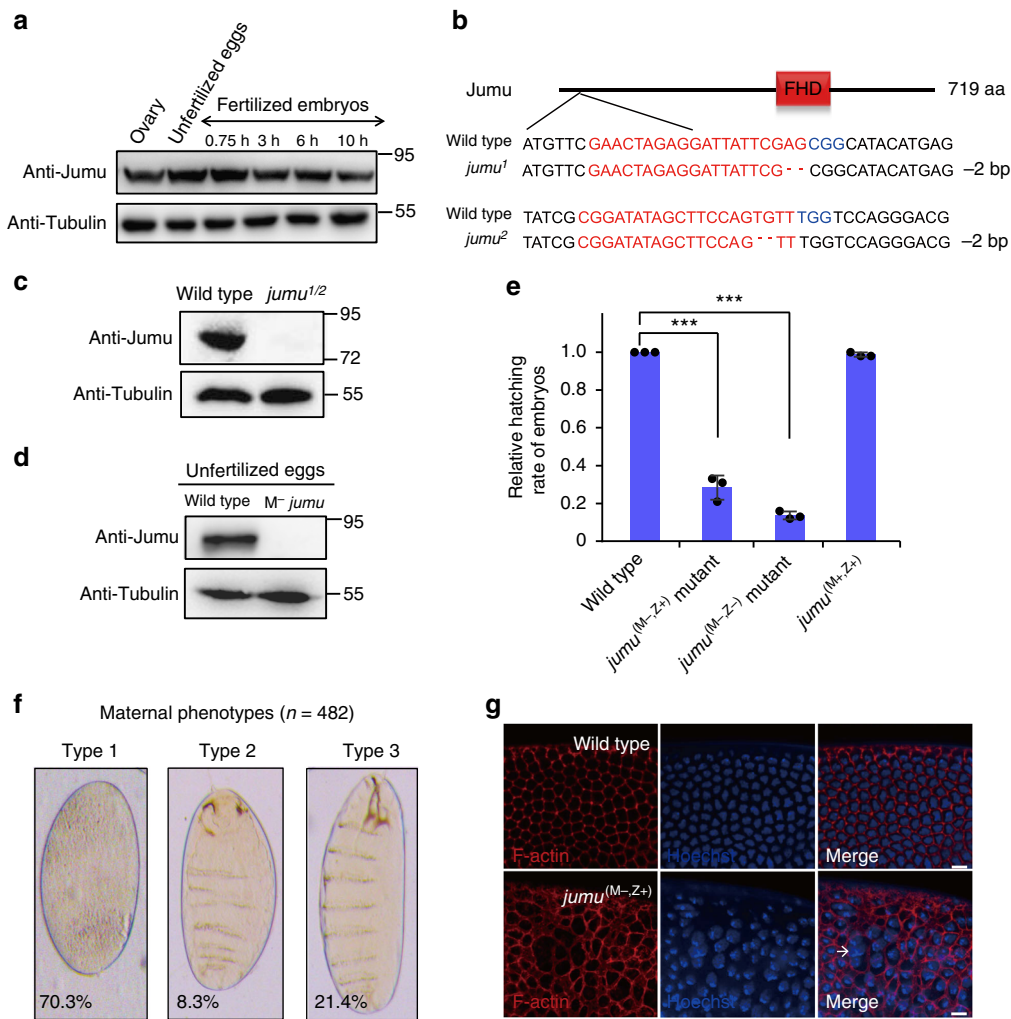 a
Ovary
Unfertilized eggs
Fertilized embryos
0.75 h 3 h 6 h 10 h
Anti-Jumu
95
Anti-Tubulin
55
b
Jumu FHD 719 aa
Wild type ATGTTC GAACTAGAGGATTATTCGAG CGG CATACATGAG
jumu1 ATGTTC GAACTAGAGGATTATTCG-- CGGCATACATGAG −2 bp
Wild type TATCG CGGATATAGCTTCCAGTGTT TGG TCCAGGGACG
jumu2 TATCG CGGATATAGCTTCCAG--TT TGGTCCAGGGACG −2 bp
c
Wild type jumu1/2
Anti-Jumu
95
72
Anti-Tubulin
55
d
Unfertilized eggs
Wild type M− jumu
Anti-Jumu
95
Anti-Tubulin
55
e
Relative hatching
rate of embryos
1.0
0.8
0.6
0.4
0.2
0
***
***
Wild type
jumu(M−,Z+) mutant
jumu(M−,Z−) mutant
jumu(M+,Z+)
f
Maternal phenotypes (n = 482)
Type 1 Type 2 Type 3
70.3% 8.3% 21.4%
g
Wild type
F-actin Hoechst Merge
jumu(M−,Z+)
F-actin Hoechst Merge